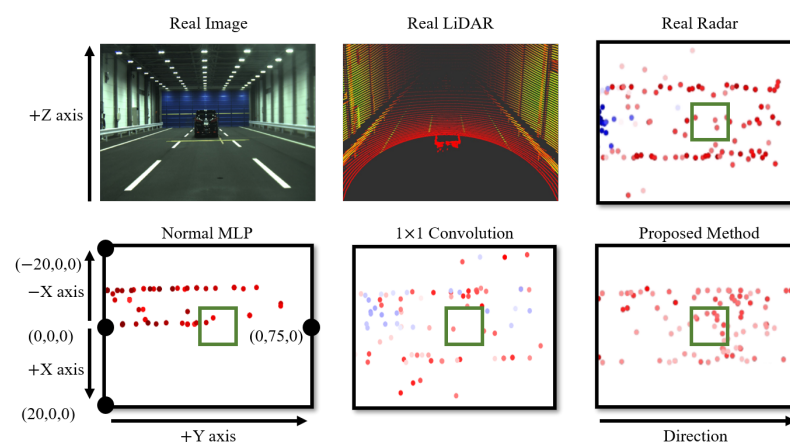 Real Image
Real LiDAR
Real Radar
+Z axis
Normal MLP
1×1 Convolution
Proposed Method
(−20,0,0)
−X axis
(0,0,0)
(0,75,0)
+X axis
(20,0,0)
+Y axis
Direction